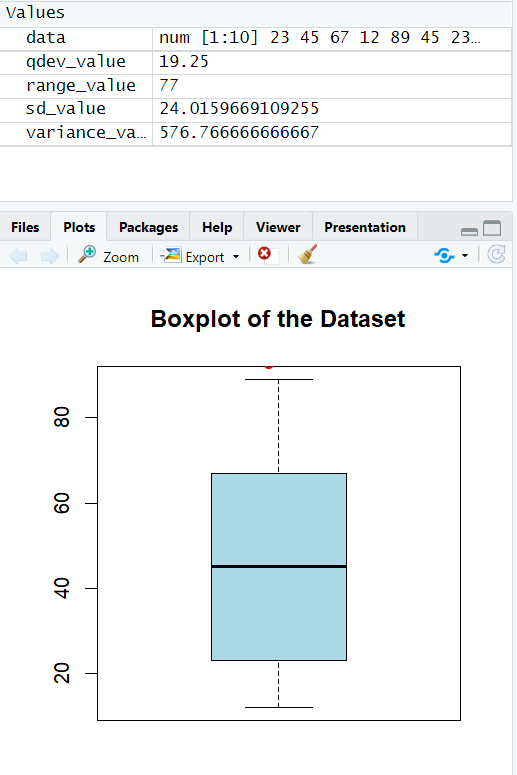 Values
data num [1:10] 23 45 67 12 89 45 23…
qdev_value 19.25
range_value 77
sd_value 24.0159669109255
variance_va… 576.766666666667
Files Plots Packages Help Viewer Presentation
Zoom Export
Boxplot of the Dataset
80
60
40
20